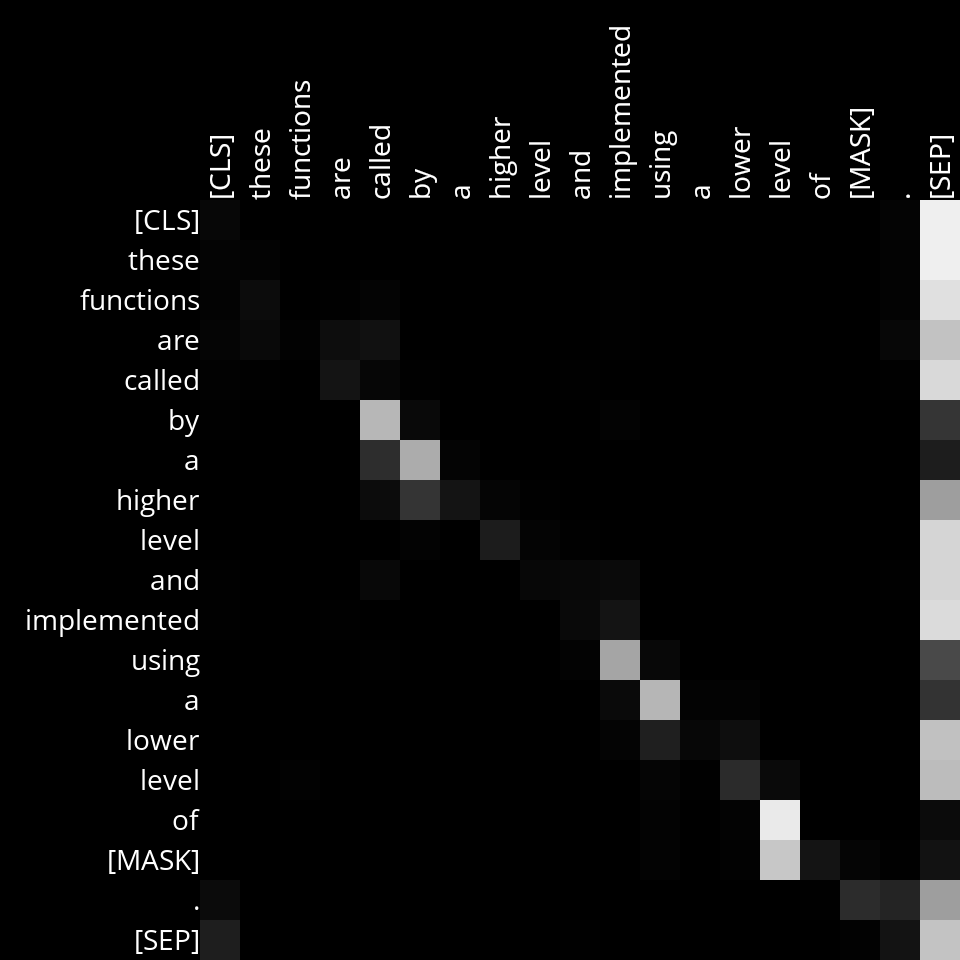 [CLS] these functions are called by a higher level and implemented using a lower level of [MASK] . [SEP]
[CLS]
these
functions
are
called
by
a
higher
level
and
implemented
using
a
lower
level
of
[MASK]
.
[SEP]